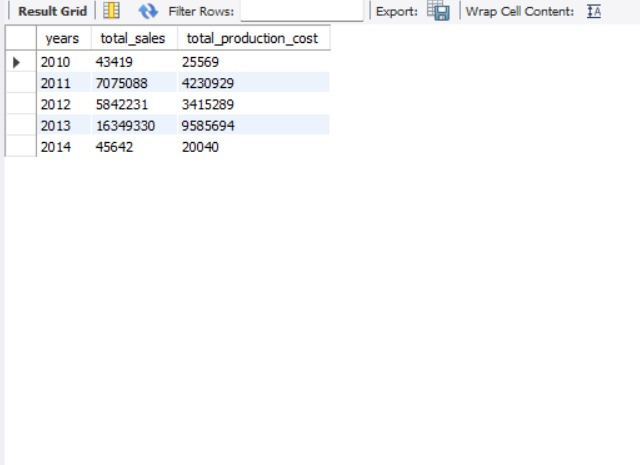 Result Grid Filter Rows: Export: Wrap Cell Content: IA
years total_sales total_production_cost
2010 43419 25569
2011 7075088 4230929
2012 5842231 3415289
2013 16349330 9585694
2014 45642 20040